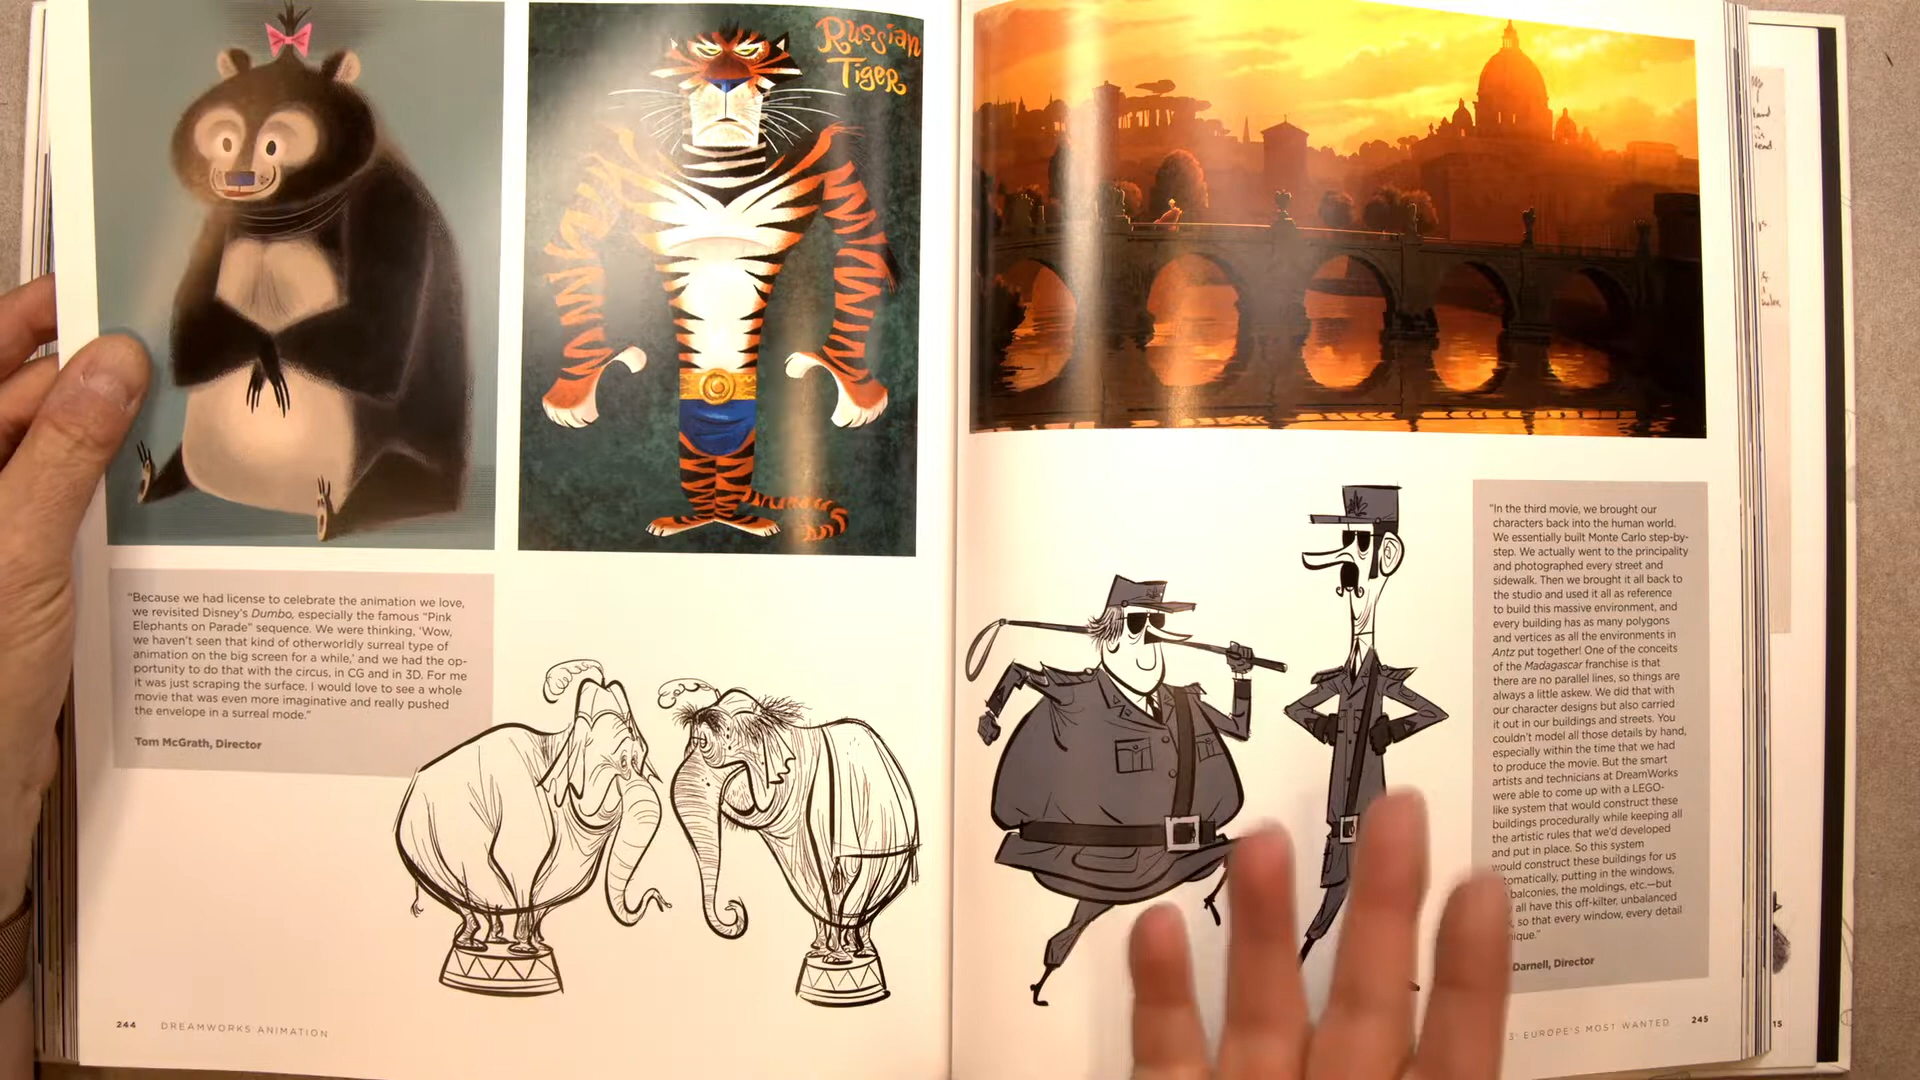 Russian
Tiger
"Because we had license to celebrate the animation we love,
we revisited Disney's Dumbo, especially the famous "Pink
Elephants on Parade" sequence. We were thinking, 'Wow,
we haven't seen that kind of otherworldly surreal type of
animation on the big screen for a while,' and we had the op-
portunity to do that with the circus, in CG and in 3D. For me
it was just scraping the surface. I would love to see a whole
movie that was even more imaginative and really pushed
the envelope in a surreal mode."
Tom McGrath, Director
244 DREAMWORKS ANIMATION
"In the third movie, we brought our
characters back into the human world.
We essentially built Monte Carlo step-by-
step. We actually went to the principality
and photographed every street and
sidewalk. Then we brought it all back to
the studio and used it all as reference
to build this massive environment, and
every building has as many polygons
and vertices as all the environments in
Antz put together! One of the conceits
of the Madagascar franchise is that
there are no parallel lines, so things are
always a little askew. We did that with
our character designs but also carried
it out in our buildings and streets. You
couldn't model all those details by hand,
especially within the time that we had
to produce the movie. But the smart
artists and technicians at DreamWorks
were able to come up with a LEGO-
like system that would construct these
buildings procedurally while keeping all
the artistic rules that we'd developed
and put in place. So this system
would construct these buildings for us
tomatically, putting in the windows,
balconies, the moldings, etc.—but
all have this off-kilter, unbalanced
so that every window, every detail
nique."
Darnell, Director
3: EUROPE'S MOST WANTED 245
15